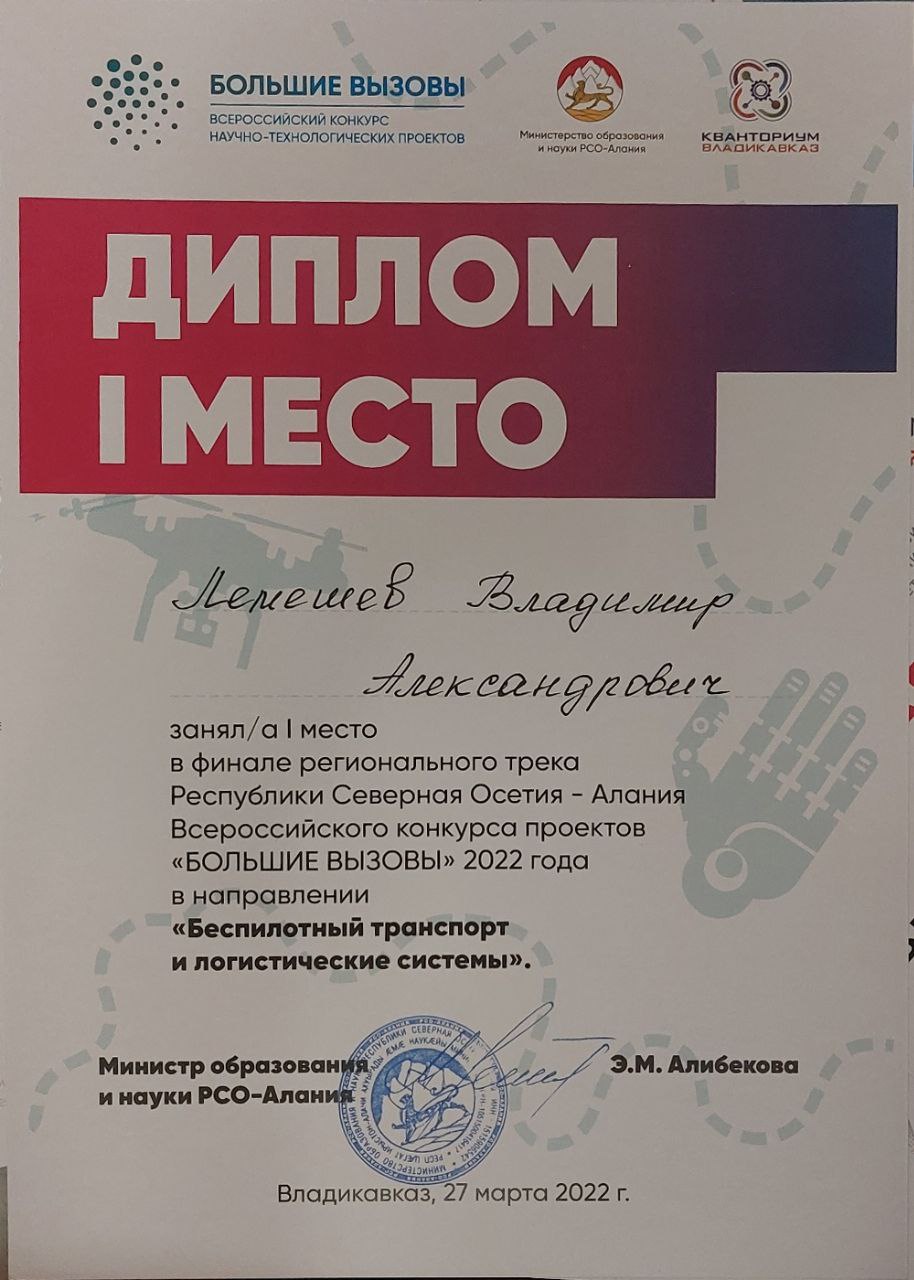 БОЛЬШИЕ ВЫЗОВЫ
ВСЕРОССИЙСКИЙ КОНКУРС
НАУЧНО-ТЕХНОЛОГИЧЕСКИХ ПРОЕКТОВ
Министерство образования
и науки РСО-Алания
КВАНТОРИУМ
ВЛАДИКАВКАЗ
ДИПЛОМ
I МЕСТО
Лемешев Владимир
Александрович
занял/а I место
в финале регионального трека
Республики Северная Осетия - Алания
Всероссийского конкурса проектов
«БОЛЬШИЕ ВЫЗОВЫ» 2022 года
в направлении
«Беспилотный транспорт
и логистические системы».
Министр образования
и науки РСО-Алания
Э.М. Алибекова
Владикавказ, 27 марта 2022 г.